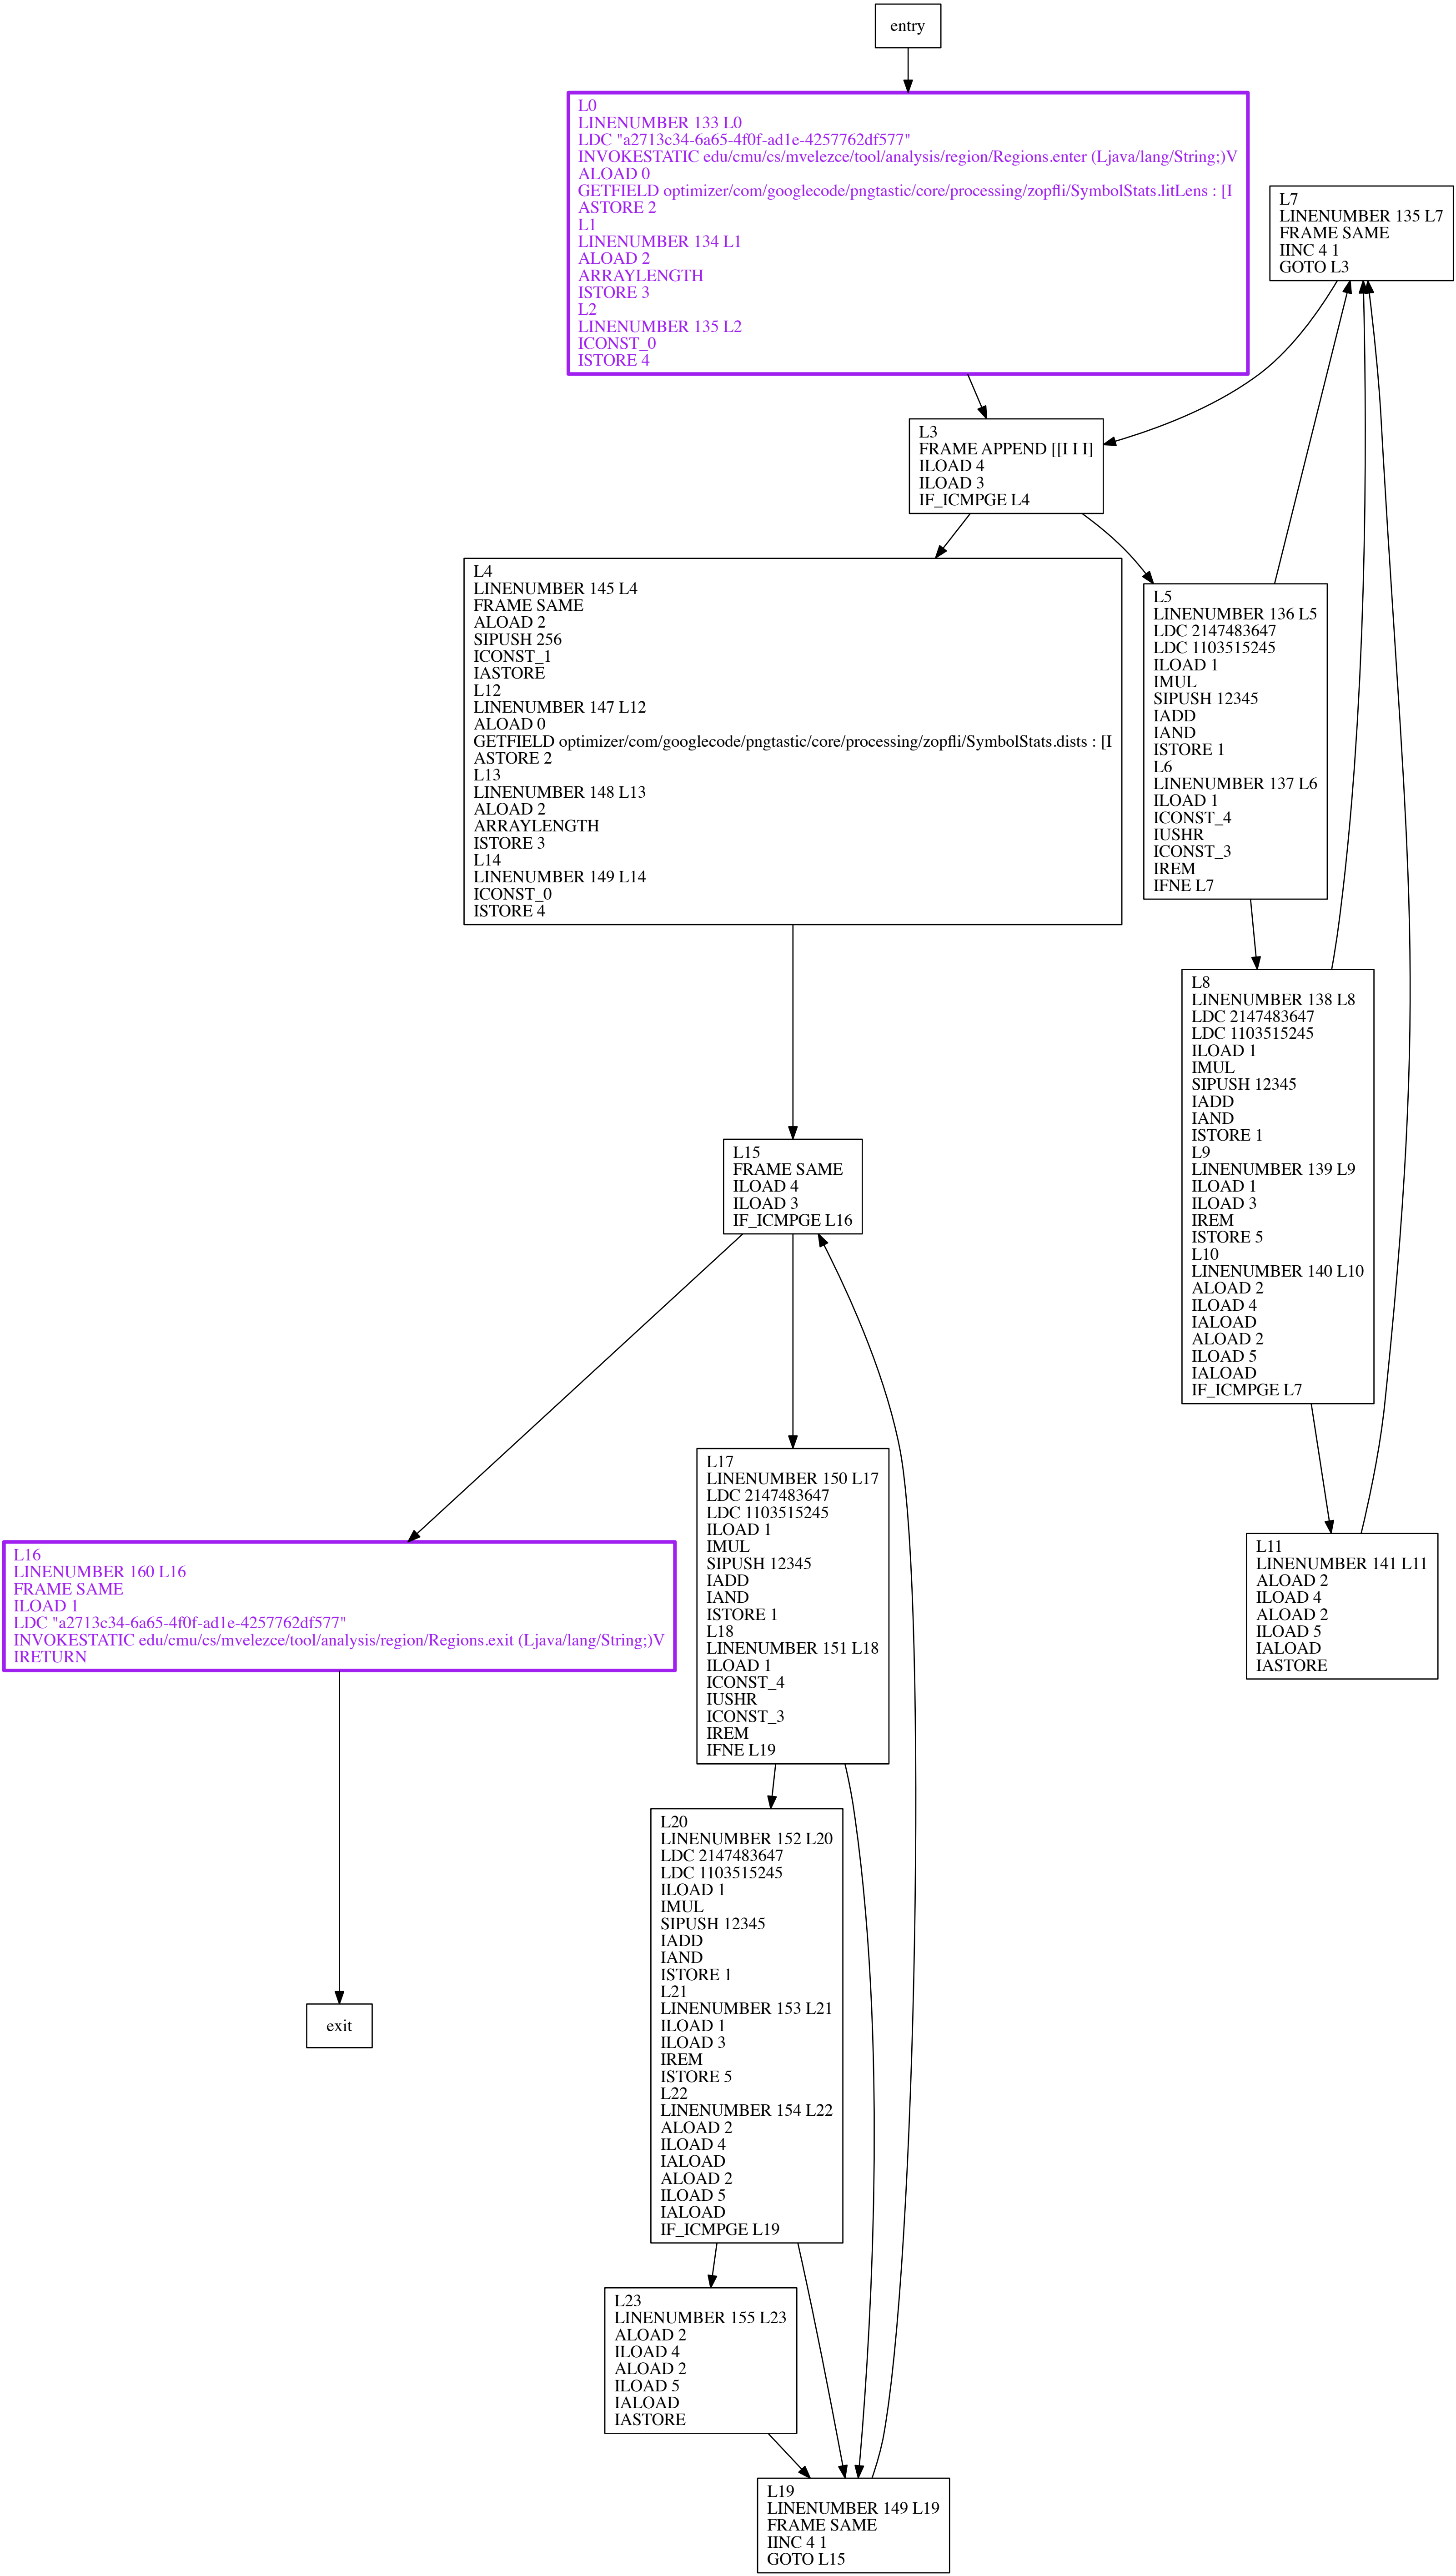 entry
L0
LINENUMBER 133 L0
LDC "a2713c34-6a65-4f0f-ad1e-4257762df577"
INVOKESTATIC edu/cmu/cs/mvelezce/tool/analysis/region/Regions.enter (Ljava/lang/String;)V
ALOAD 0
GETFIELD optimizer/com/googlecode/pngtastic/core/processing/zopfli/SymbolStats.litLens : [I
ASTORE 2
L1
LINENUMBER 134 L1
ALOAD 2
ARRAYLENGTH
ISTORE 3
L2
LINENUMBER 135 L2
ICONST_0
ISTORE 4
L7
LINENUMBER 135 L7
FRAME SAME
IINC 4 1
GOTO L3
L3
FRAME APPEND [[I I I]
ILOAD 4
ILOAD 3
IF_ICMPGE L4
L4
LINENUMBER 145 L4
FRAME SAME
ALOAD 2
SIPUSH 256
ICONST_1
IASTORE
L12
LINENUMBER 147 L12
ALOAD 0
GETFIELD optimizer/com/googlecode/pngtastic/core/processing/zopfli/SymbolStats.dists : [I
ASTORE 2
L13
LINENUMBER 148 L13
ALOAD 2
ARRAYLENGTH
ISTORE 3
L14
LINENUMBER 149 L14
ICONST_0
ISTORE 4
L5
LINENUMBER 136 L5
LDC 2147483647
LDC 1103515245
ILOAD 1
IMUL
SIPUSH 12345
IADD
IAND
ISTORE 1
L6
LINENUMBER 137 L6
ILOAD 1
ICONST_4
IUSHR
ICONST_3
IREM
IFNE L7
L8
LINENUMBER 138 L8
LDC 2147483647
LDC 1103515245
ILOAD 1
IMUL
SIPUSH 12345
IADD
IAND
ISTORE 1
L9
LINENUMBER 139 L9
ILOAD 1
ILOAD 3
IREM
ISTORE 5
L10
LINENUMBER 140 L10
ALOAD 2
ILOAD 4
IALOAD
ALOAD 2
ILOAD 5
IALOAD
IF_ICMPGE L7
L15
FRAME SAME
ILOAD 4
ILOAD 3
IF_ICMPGE L16
L17
LINENUMBER 150 L17
LDC 2147483647
LDC 1103515245
ILOAD 1
IMUL
SIPUSH 12345
IADD
IAND
ISTORE 1
L18
LINENUMBER 151 L18
ILOAD 1
ICONST_4
IUSHR
ICONST_3
IREM
IFNE L19
L16
LINENUMBER 160 L16
FRAME SAME
ILOAD 1
LDC "a2713c34-6a65-4f0f-ad1e-4257762df577"
INVOKESTATIC edu/cmu/cs/mvelezce/tool/analysis/region/Regions.exit (Ljava/lang/String;)V
IRETURN
L11
LINENUMBER 141 L11
ALOAD 2
ILOAD 4
ALOAD 2
ILOAD 5
IALOAD
IASTORE
L20
LINENUMBER 152 L20
LDC 2147483647
LDC 1103515245
ILOAD 1
IMUL
SIPUSH 12345
IADD
IAND
ISTORE 1
L21
LINENUMBER 153 L21
ILOAD 1
ILOAD 3
IREM
ISTORE 5
L22
LINENUMBER 154 L22
ALOAD 2
ILOAD 4
IALOAD
ALOAD 2
ILOAD 5
IALOAD
IF_ICMPGE L19
exit
L23
LINENUMBER 155 L23
ALOAD 2
ILOAD 4
ALOAD 2
ILOAD 5
IALOAD
IASTORE
L19
LINENUMBER 149 L19
FRAME SAME
IINC 4 1
GOTO L15